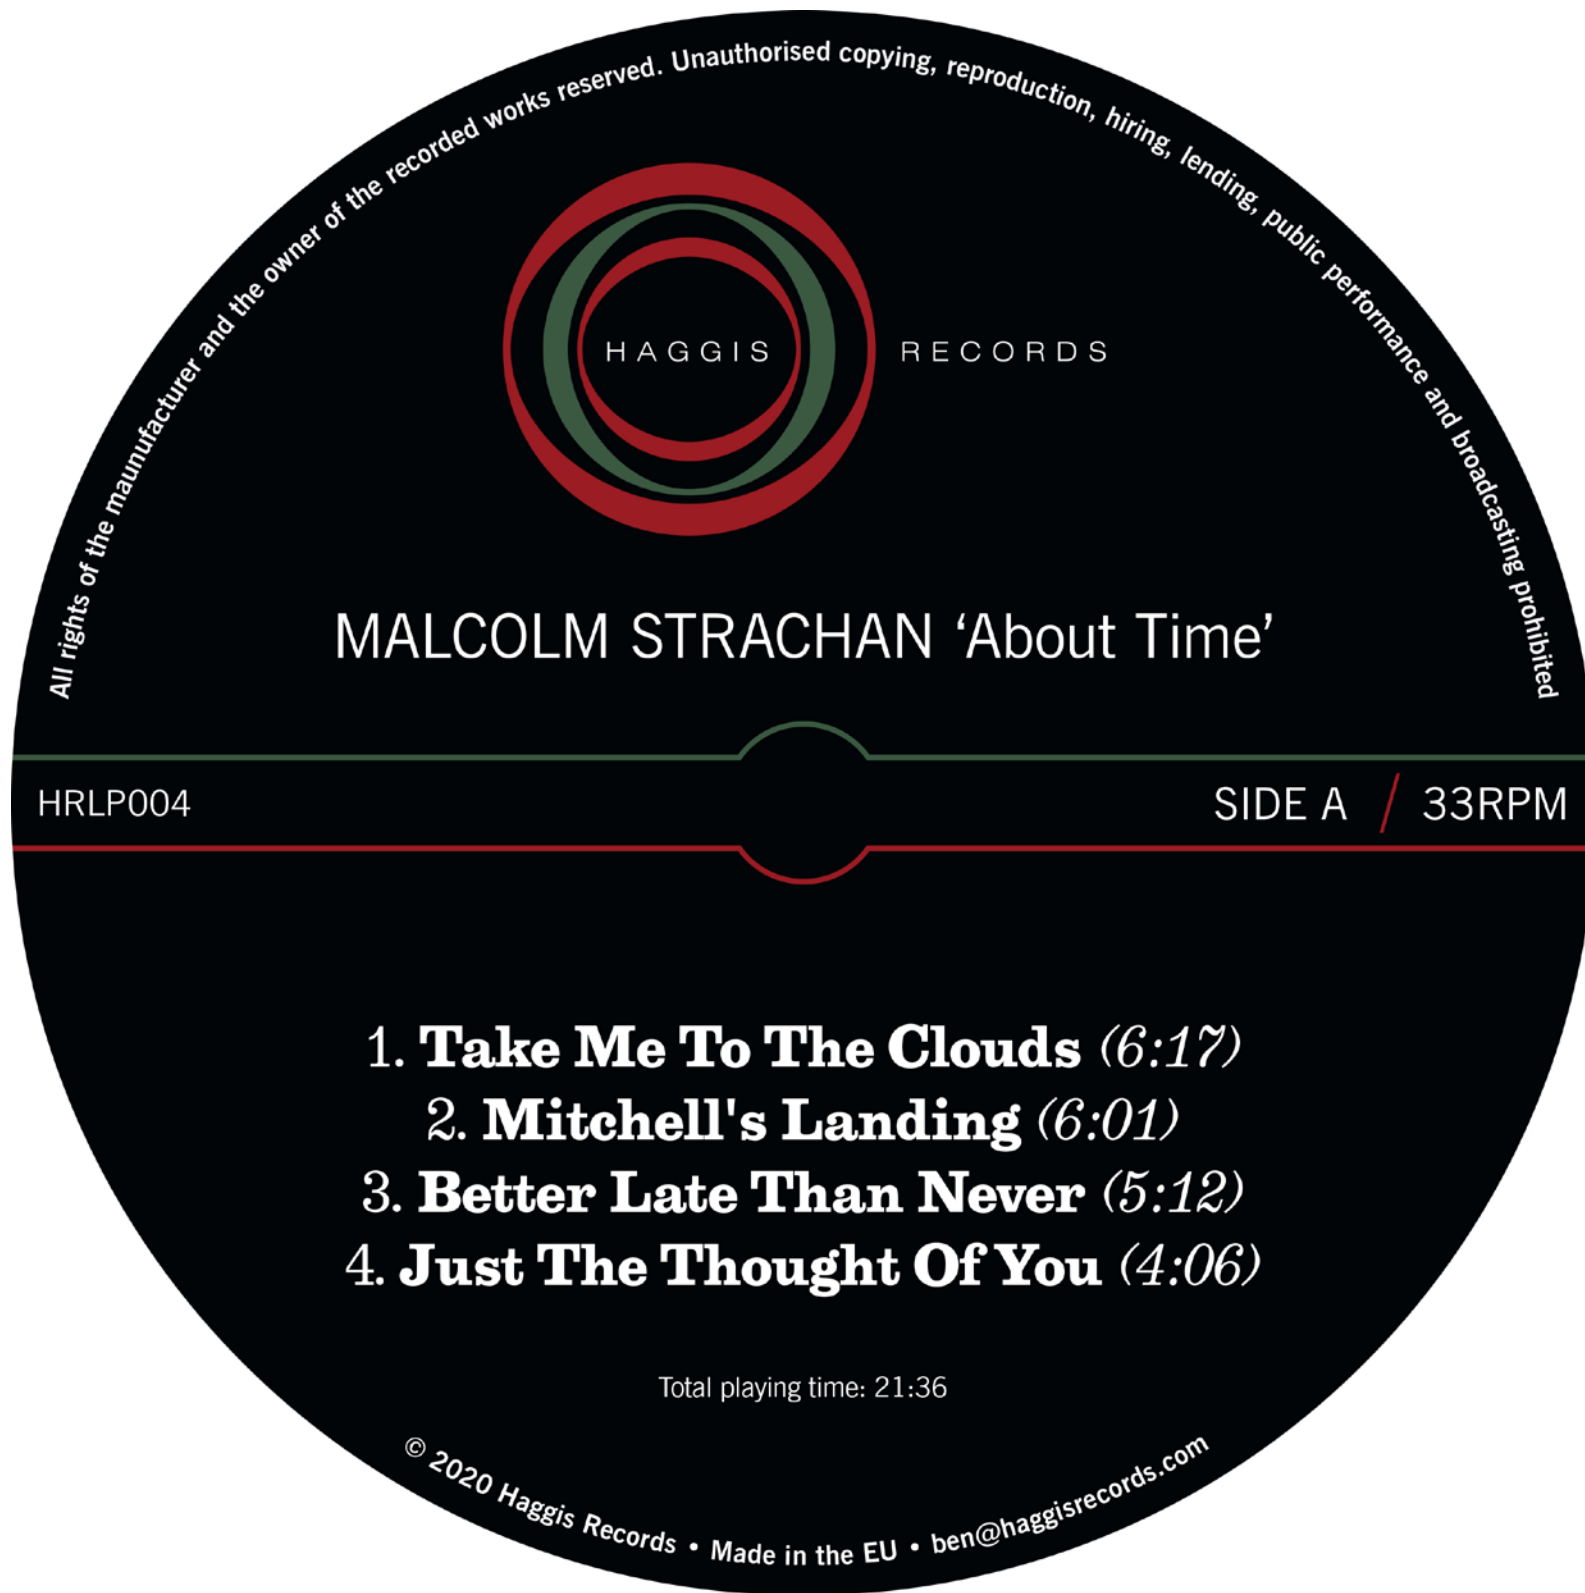 All rights of the maunufacturer and the owner of the recorded works reserved. Unauthorised copying, reproduction, hiring, lending, public performance and broadcasting prohibited
HAGGIS RECORDS
MALCOLM STRACHAN ‘About Time’
HRLP004
SIDE A / 33RPM
1. Take Me To The Clouds (6:17)
2. Mitchell's Landing (6:01)
3. Better Late Than Never (5:12)
4. Just The Thought Of You (4:06)
Total playing time: 21:36
© 2020 Haggis Records • Made in the EU • ben@haggisrecords.com